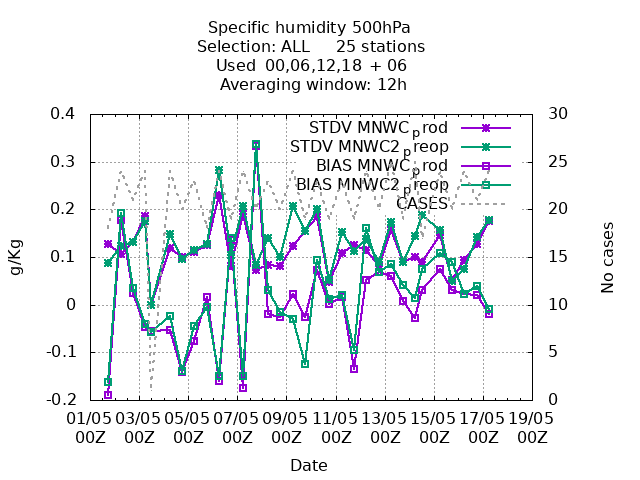 Specific humidity 500hPa
Selection: ALL 25 stations
Used 00,06,12,18 + 06
Averaging window: 12h
STDV MNWC_prod
STDV MNWC2_preop
BIAS MNWC_prod
BIAS MNWC2_preop
CASES
0.4
0.3
0.2
0.1
0
-0.1
-0.2
30
25
20
15
10
5
0
g/Kg
No cases
01/05 03/05 05/05 07/05 09/05 11/05 13/05 15/05 17/05 19/05
00Z 00Z 00Z 00Z 00Z 00Z 00Z 00Z 00Z 00Z
Date